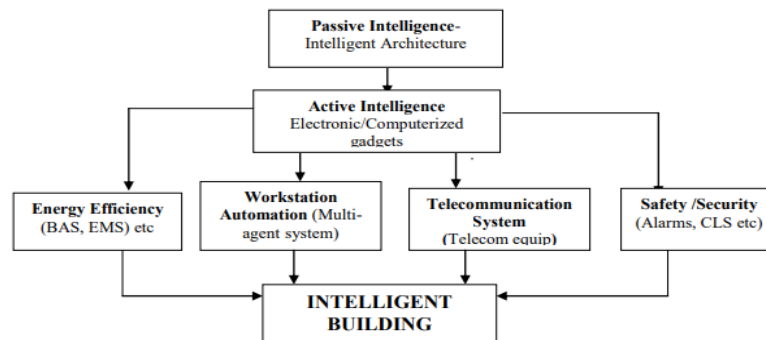 Passive Intelligence-
Intelligent Architecture
Active Intelligence
Electronic/Computerized
gadgets
Energy Efficiency
(BAS, EMS) etc
Workstation
Automation (Multi-
agent system)
Telecommunication
System
(Telecom equip)
Safety /Security
(Alarms, CLS etc)
INTELLIGENT
BUILDING